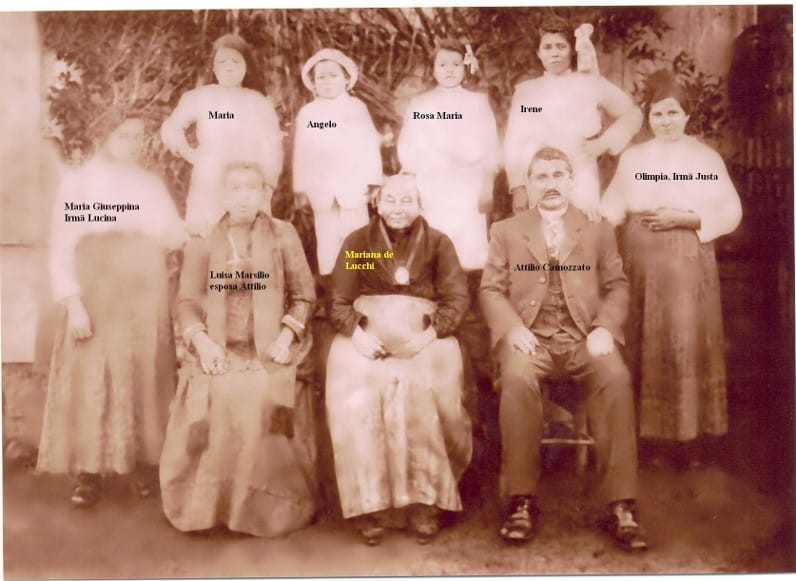 Maria
Angelo
Rosa Maria
Irene
Olimpia, Irmã Justa
Maria Giuseppina
Irmã Lucina
Luisa Marsilio
esposa Attilio
Mariana de
Lucchi
Attilio Camozzato